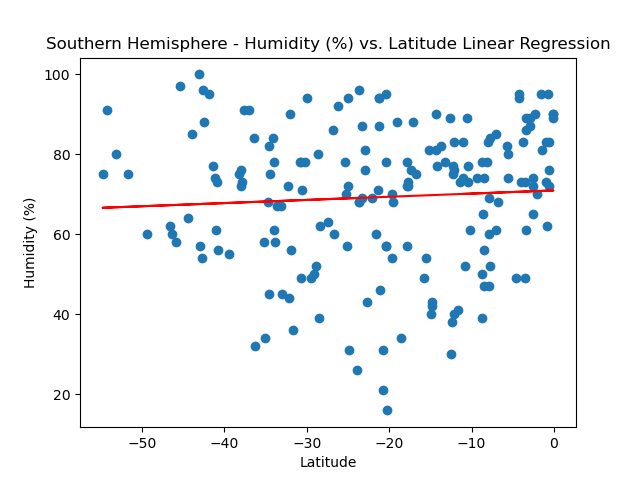 Southern Hemisphere - Humidity (%) vs. Latitude Linear Regression
100
80
60
40
20
Humidity (%)
−50 −40 −30 −20 −10 0
Latitude